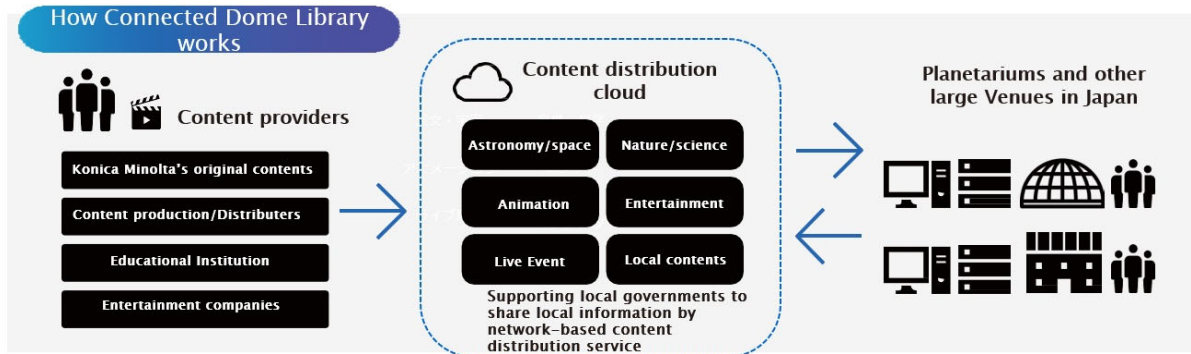 How Connected Dome Library
works
Content providers
Konica Minolta's original contents
Content production/Distributers
Educational Institution
Entertainment companies
Content distribution
cloud
Astronomy/space
Nature/science
Animation
Entertainment
Live Event
Local contents
Supporting local governments to
share local information by
network-based content
distribution service
Planetariums and other
large Venues in Japan